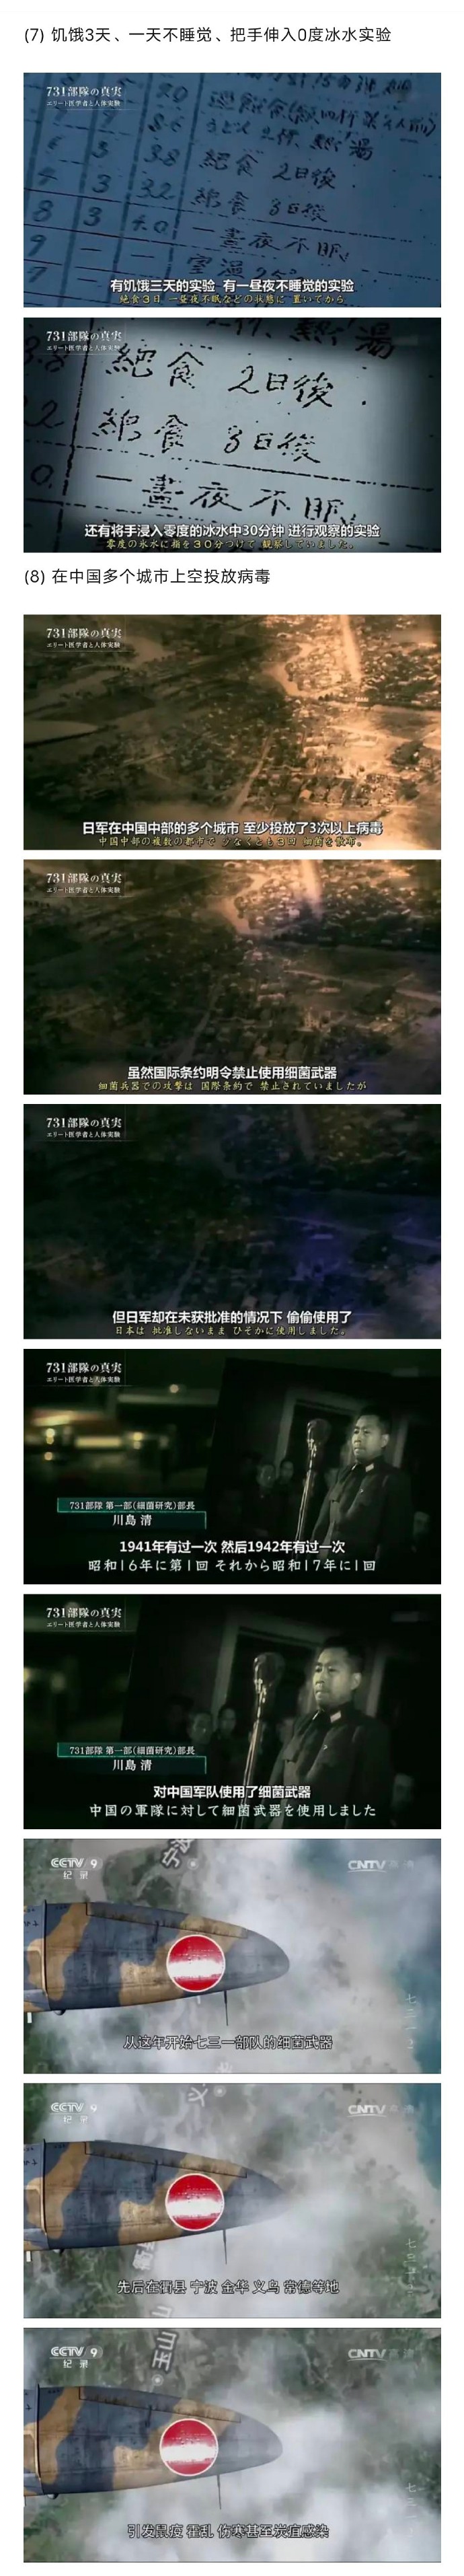 (7) 饥饿3天、一天不睡觉、把手伸入0度冰水实验
731部隊の真実
エリート医学者と人体実験
絶食 2日後
絶食 3日後
一昼夜不眠
有饥饿三天的实验 有一昼夜不睡觉的实验
絶食3日 一昼夜不眠などの状態に 置いてから
731部隊の真実
エリート医学者と人体実験
絶食 2日後
絶食 3日後
一昼夜不眠
还有将手浸入零度的冰水中30分钟 进行观察的实验
零度の氷水に指を30分つけて 観察していました。
(8) 在中国多个城市上空投放病毒
731部隊の真実
エリート医学者と人体実験
日军在中国中部的多个城市 至少投放了3次以上病毒
中国中部の複数の都市で 少なくとも3回 細菌を散布。
731部隊の真実
エリート医学者と人体実験
虽然国际条约明令禁止使用细菌武器
細菌兵器での攻撃は 国際条約で 禁止されていましたが
731部隊の真実
エリート医学者と人体実験
但日军却在未获批准的情况下 偷偷使用了
日本は 批准しないまま ひそかに使用しました。
731部隊の真実
エリート医学者と人体実験
731部隊 第一部(細菌研究)部長
川島 清
1941年有过一次 然后1942年有过一次
昭和16年に第1回 それから昭和17年に1回
731部隊の真実
エリート医学者と人体実験
731部隊 第一部(細菌研究)部長
川島 清
对中国军队使用了细菌武器
中国の軍隊に対して細菌武器を使用しました
CCTV 9
纪 录
CNTV
宁波
七三一
从这年开始七三一部队的细菌武器
CCTV 9
纪 录
CNTV
七三一
先后在衢县 宁波 金华 义乌 常德等地
CCTV 9
纪 录
CNTV
七三一
引发鼠疫 霍乱 伤寒甚至炭疽感染